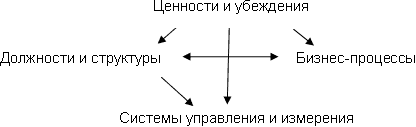 Ценности и убеждения
Должности и структуры
Бизнес-процессы
Системы управления и измерения